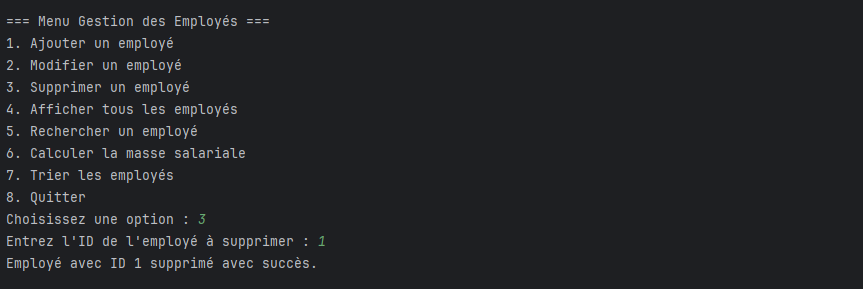 === Menu Gestion des Employés ===
1. Ajouter un employé
2. Modifier un employé
3. Supprimer un employé
4. Afficher tous les employés
5. Rechercher un employé
6. Calculer la masse salariale
7. Trier les employés
8. Quitter
Choisissez une option : 3
Entrez l'ID de l'employé à supprimer : 1
Employé avec ID 1 supprimé avec succès.